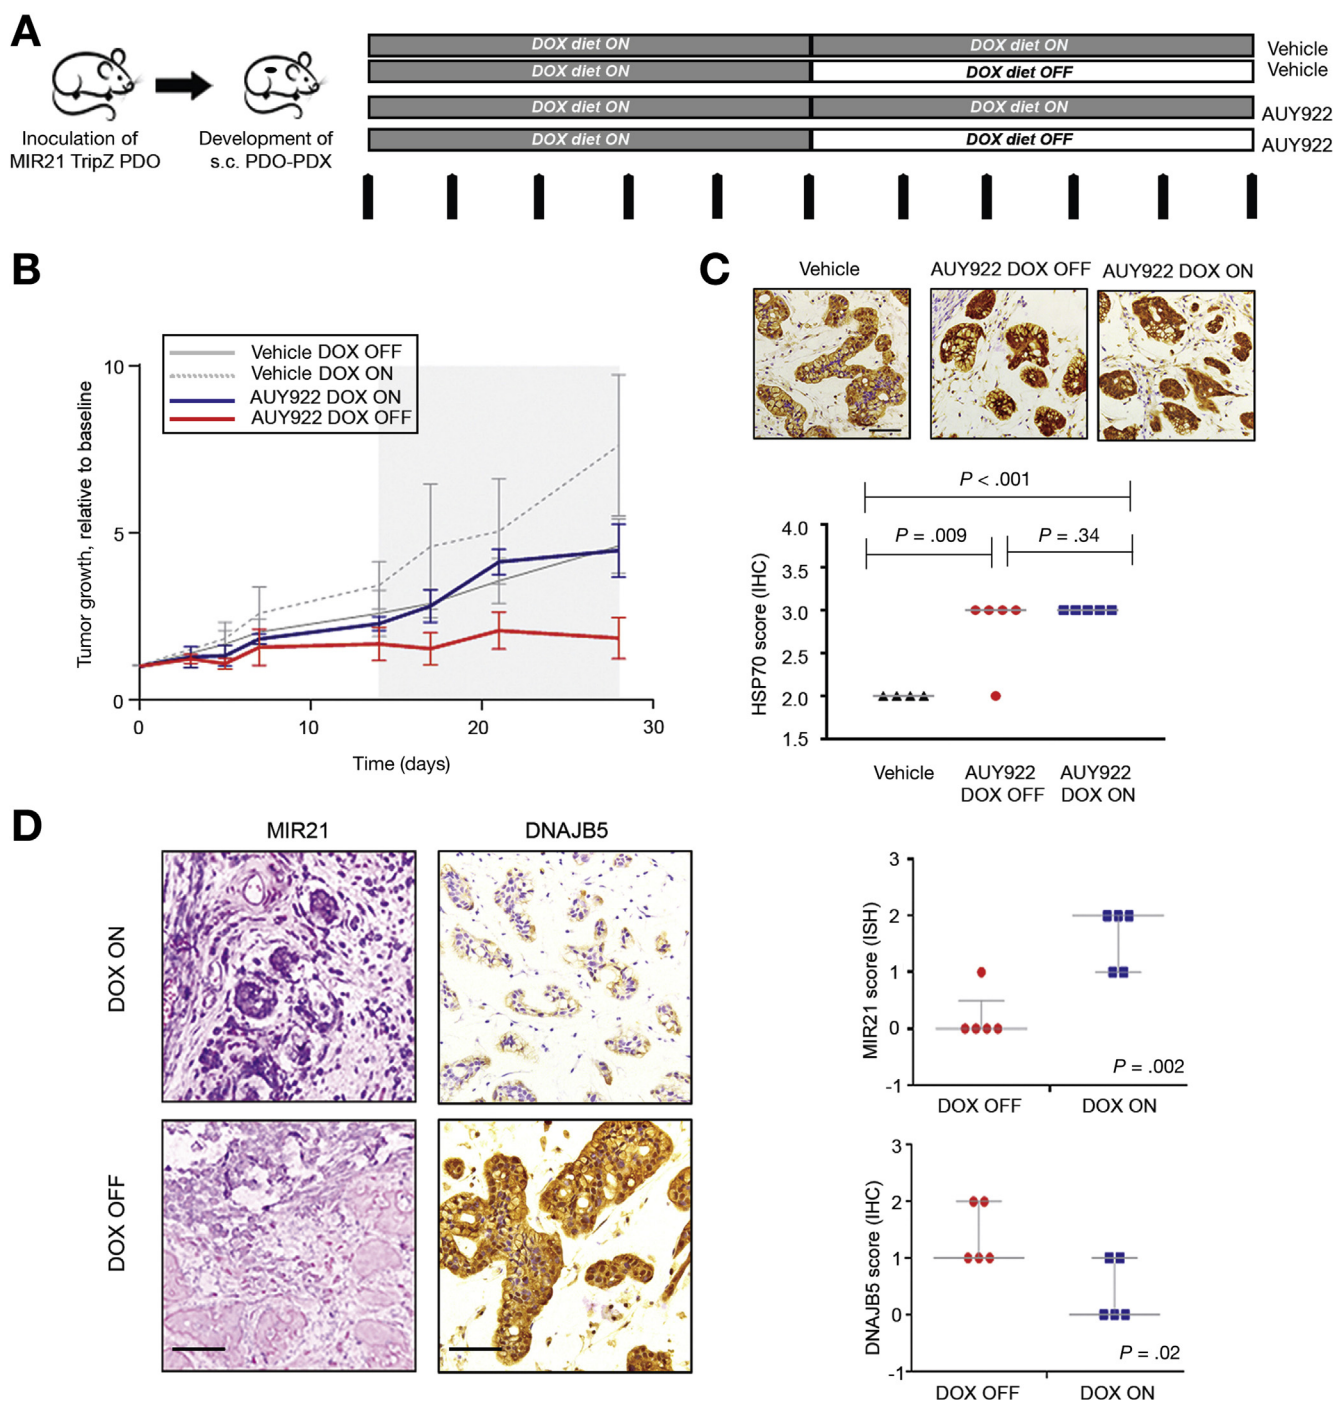 A
Inoculation of
MIR21 TripZ PDO
Development of
s.c. PDO-PDX
DOX diet ON
DOX diet ON
Vehicle
DOX diet ON
DOX diet OFF
Vehicle
DOX diet ON
DOX diet ON
AUY922
DOX diet ON
DOX diet OFF
AUY922
B
Vehicle DOX OFF
Vehicle DOX ON
AUY922 DOX ON
AUY922 DOX OFF
Tumor growth, relative to baseline
10
5
0
0
10
20
30
Time (days)
C
Vehicle
AUY922 DOX OFF
AUY922 DOX ON
P < .001
P = .009
P = .34
HSP70 score (IHC)
4.0
3.5
3.0
2.5
2.0
1.5
Vehicle
AUY922
DOX OFF
AUY922
DOX ON
D
MIR21
DNAJB5
DOX ON
DOX OFF
MIR21 score (ISH)
3
2
1
0
-1
P = .002
DOX OFF
DOX ON
DNAJB5 score (IHC)
3
2
1
0
-1
P = .02
DOX OFF
DOX ON